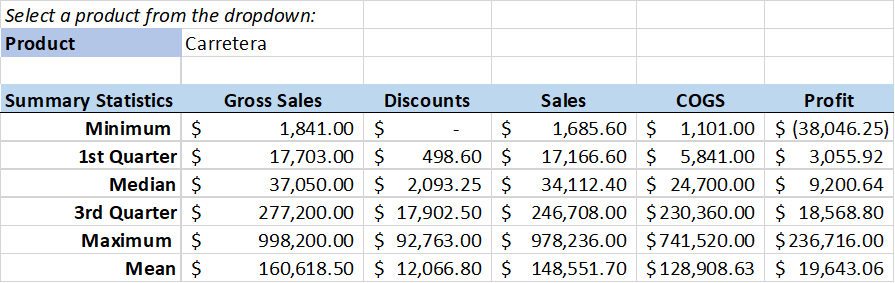 Select a product from the dropdown:
Product Carretera
Summary Statistics Gross Sales Discounts Sales COGS Profit
Minimum $ 1,841.00 $ - $ 1,685.60 $ 1,101.00 $ (38,046.25)
1st Quarter $ 17,703.00 $ 498.60 $ 17,166.60 $ 5,841.00 $ 3,055.92
Median $ 37,050.00 $ 2,093.25 $ 34,112.40 $ 24,700.00 $ 9,200.64
3rd Quarter $ 277,200.00 $ 17,902.50 $ 246,708.00 $ 230,360.00 $ 18,568.80
Maximum $ 998,200.00 $ 92,763.00 $ 978,236.00 $ 741,520.00 $ 236,716.00
Mean $ 160,618.50 $ 12,066.80 $ 148,551.70 $ 128,908.63 $ 19,643.06